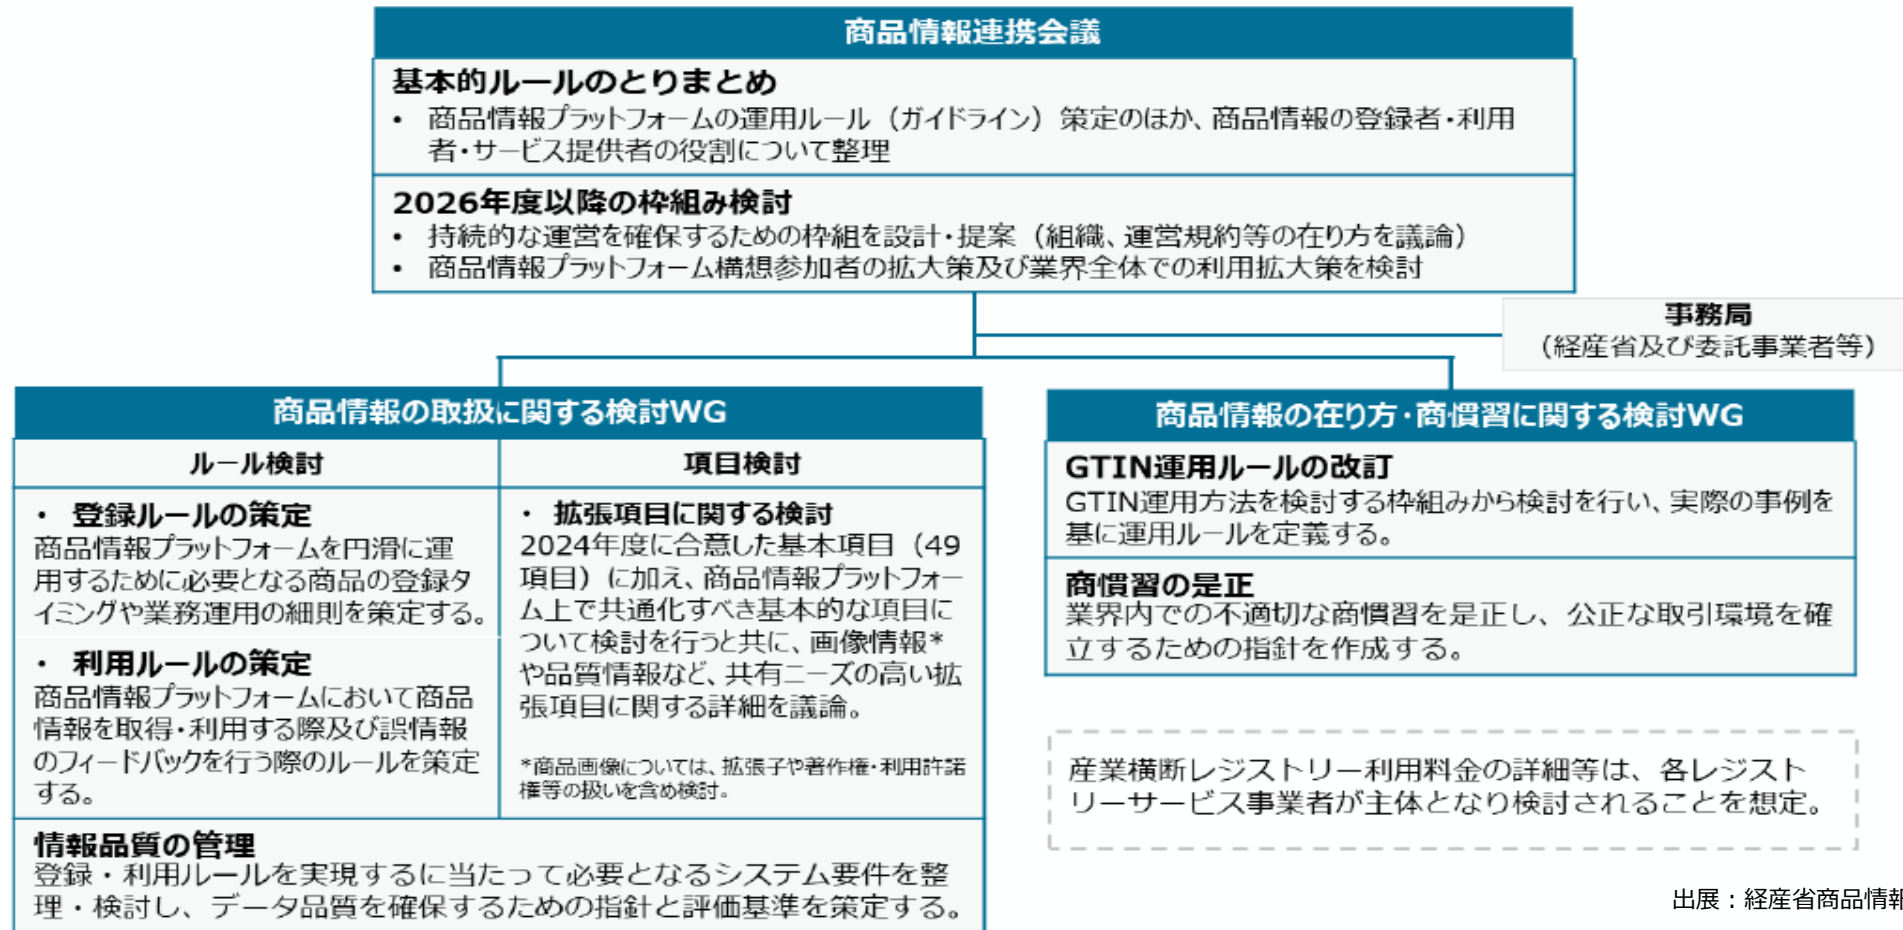 商品情報連携会議
基本的ルールのとりまとめ
• 商品情報プラットフォームの運用ルール（ガイドライン）策定のほか、商品情報の登録者・利用
者・サービス提供者の役割について整理
2026年度以降の枠組み検討
• 持続的な運営を確保するための枠組を設計・提案（組織、運営規約等の在り方を議論）
• 商品情報プラットフォーム構想参加者の拡大策及び業界全体での利用拡大策を検討
事務局
（経産省及び委託事業者等）
商品情報の取扱に関する検討WG
ルール検討
・ 登録ルールの策定
商品情報プラットフォームを円滑に運
用するために必要となる商品の登録タ
イミングや業務運用の細則を策定する。
・ 利用ルールの策定
商品情報プラットフォームにおいて商品
情報を取得・利用する際及び誤情報
のフィードバックを行う際のルールを策定
する。
項目検討
・ 拡張項目に関する検討
2024年度に合意した基本項目（49
項目）に加え、商品情報プラットフォー
ム上で共通化すべき基本的な項目に
ついて検討を行うと共に、画像情報*
や品質情報など、共有ニーズの高い拡
張項目に関する詳細を議論。
*商品画像については、拡張子や著作権・利用許諾
権等の扱いを含め検討。
情報品質の管理
登録・利用ルールを実現するに当たって必要となるシステム要件を整
理・検討し、データ品質を確保するための指針と評価基準を策定する。
商品情報の在り方・商慣習に関する検討WG
GTIN運用ルールの改訂
GTIN運用方法を検討する枠組みから検討を行い、実際の事例を
基に運用ルールを定義する。
商慣習の是正
業界内での不適切な商慣習を是正し、公正な取引環境を確
立するための指針を作成する。
産業横断レジストリー利用料金の詳細等は、各レジスト
リーサービス事業者が主体となり検討されることを想定。
出展：経産省商品情報